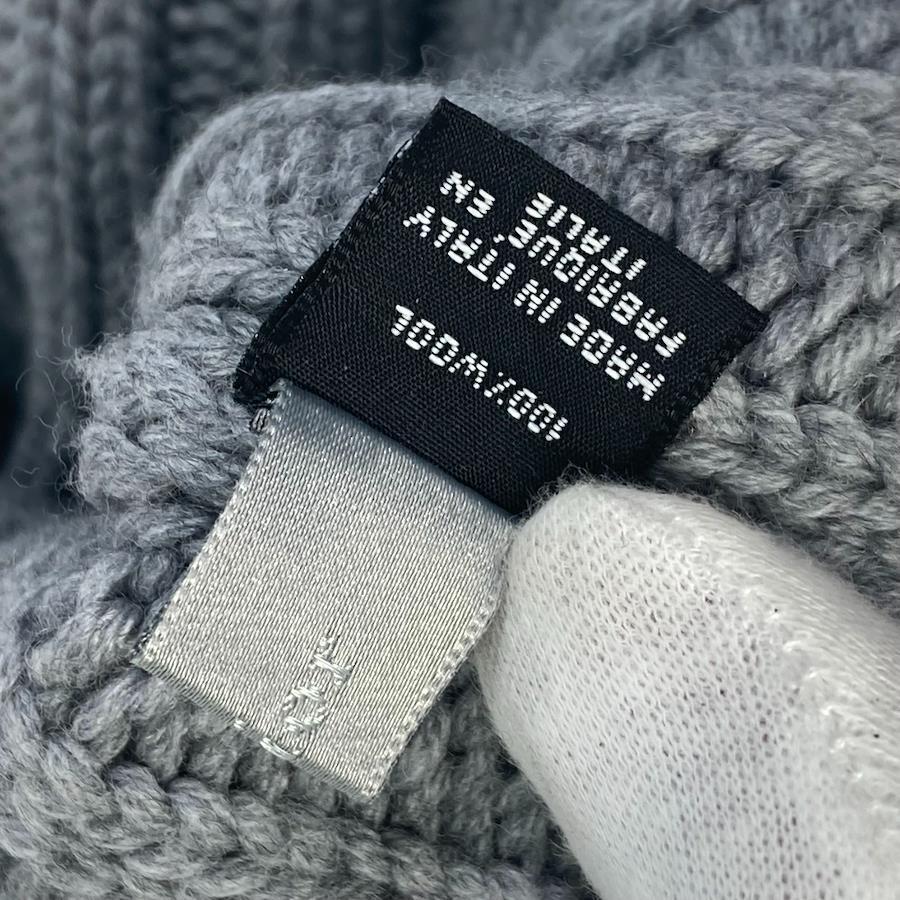 100%WOOL
MADE IN ITALY
FABRIQUÉ EN
ITALIE